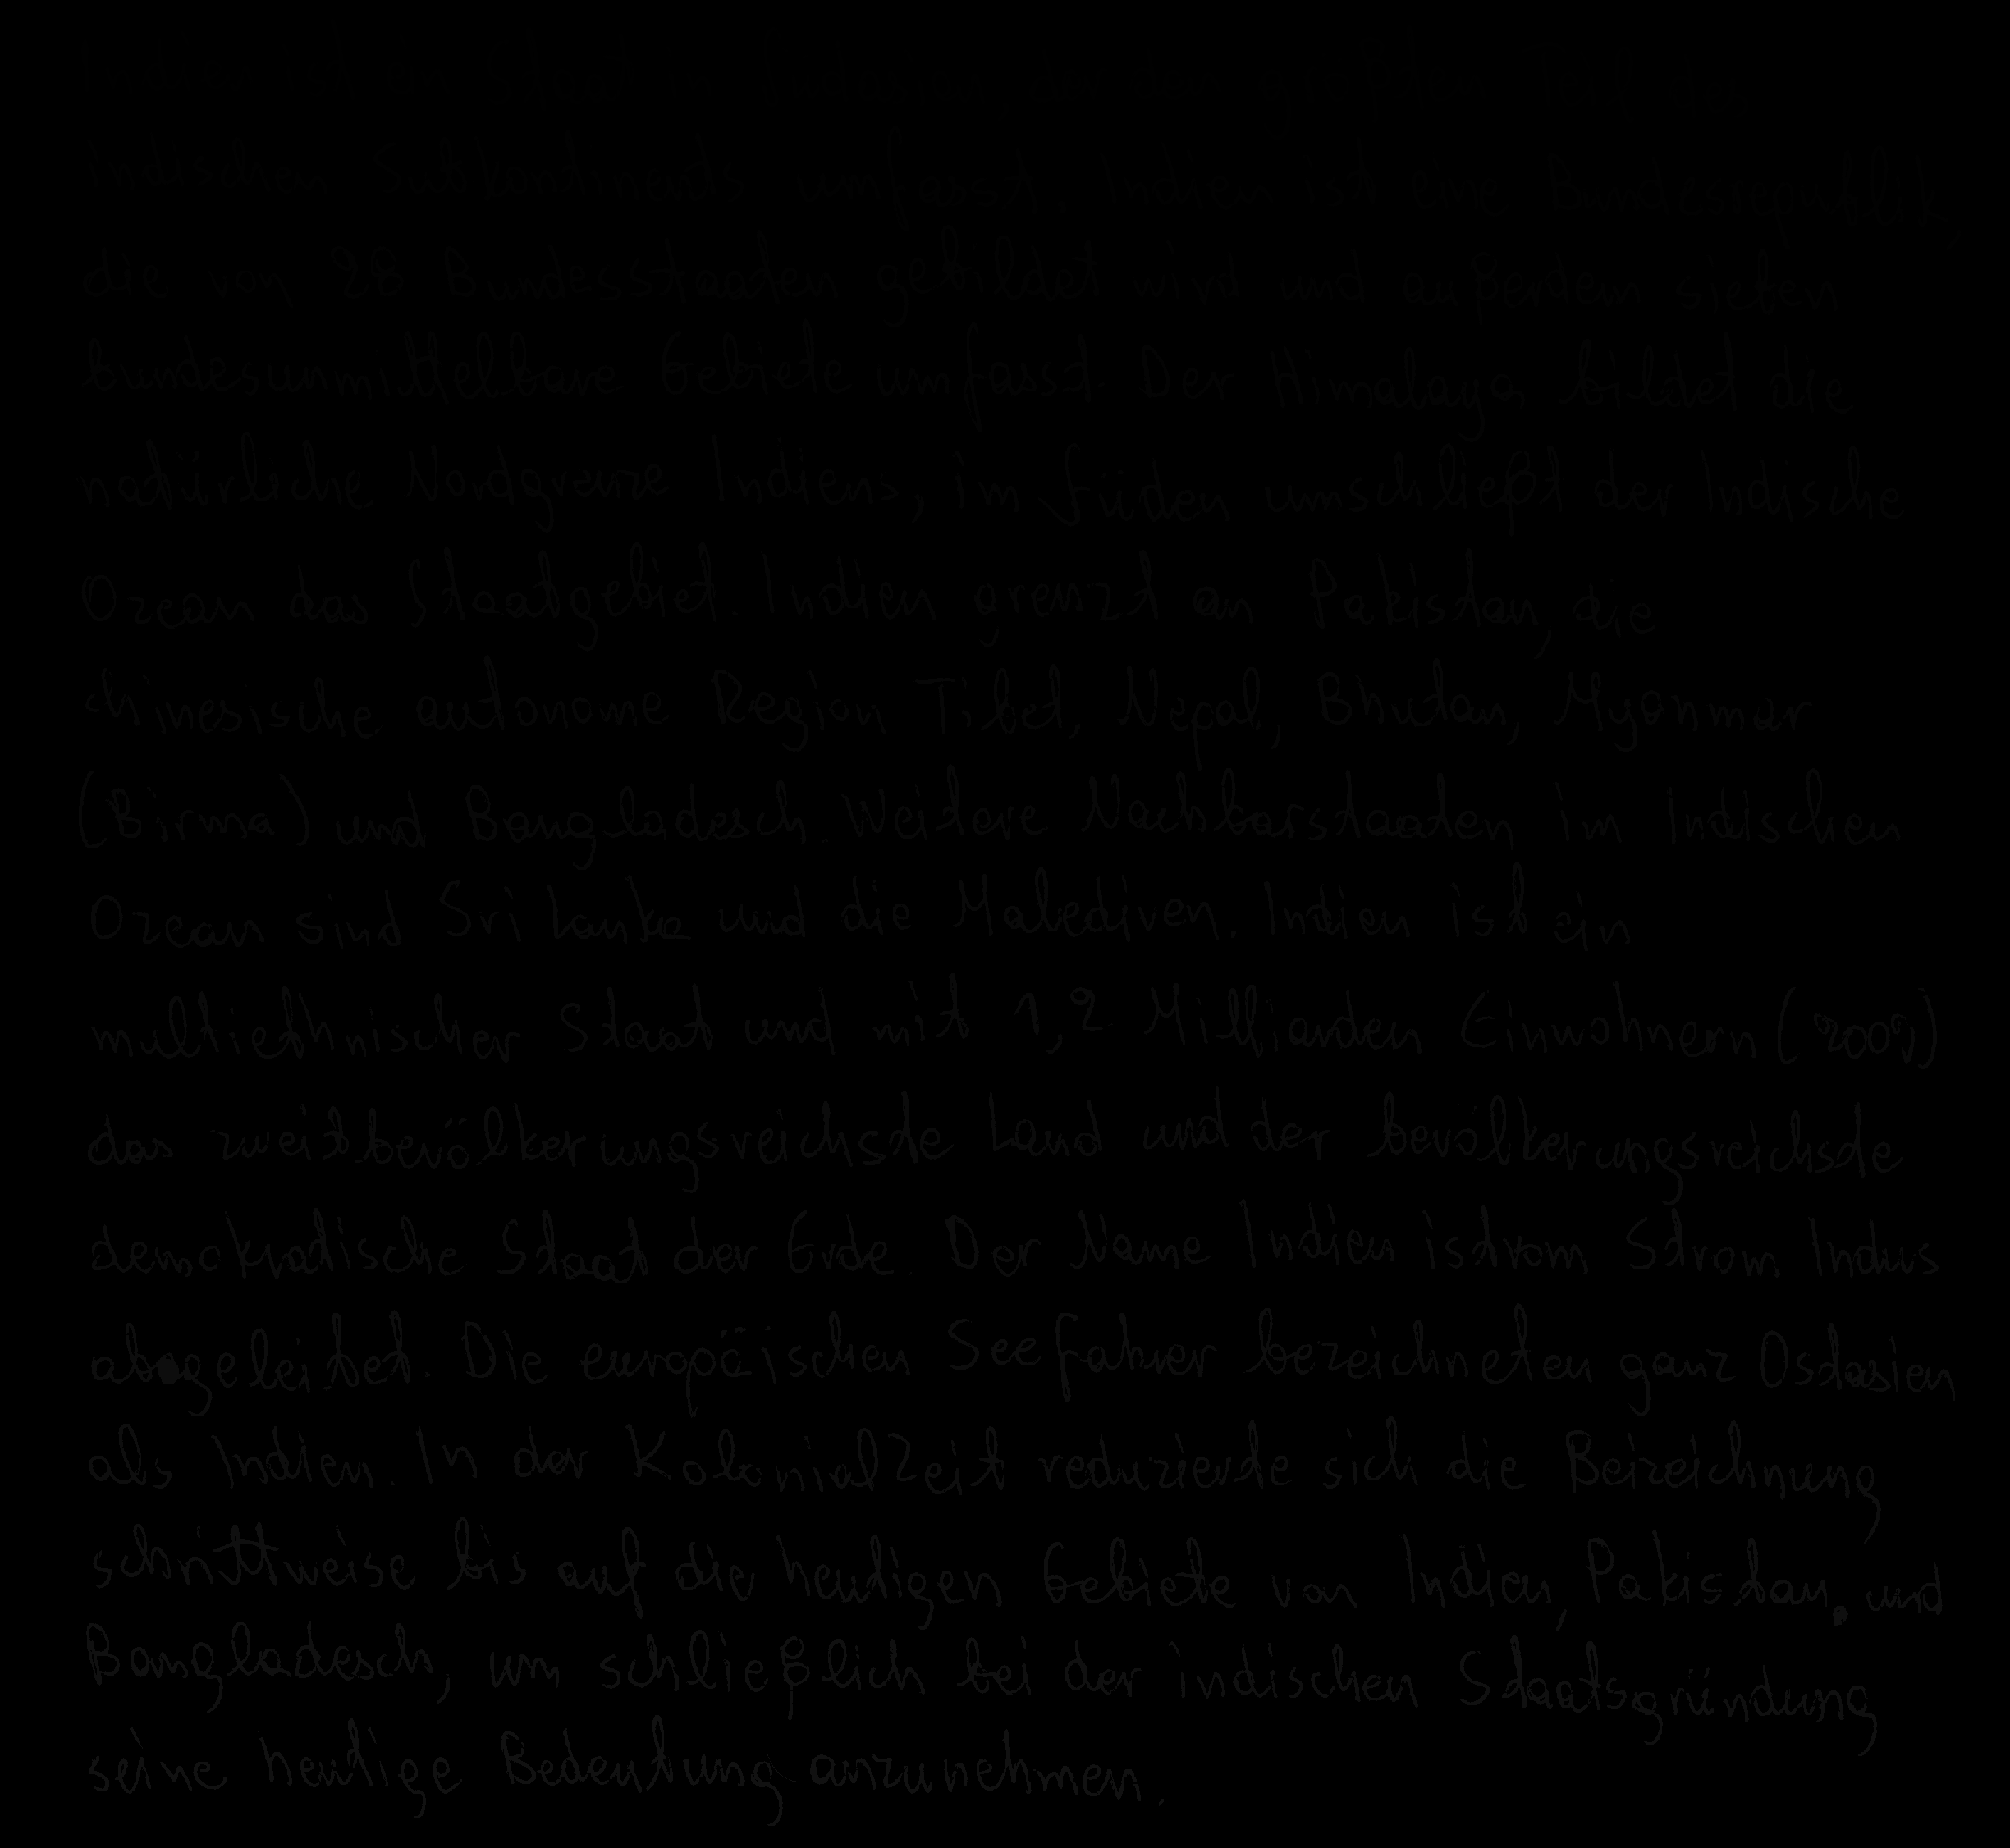 indischen Subkontinents umfasst. Indien ist eine Bundesrepublik,
die von 28 Bundesstaaten gebildet wird und außerdem sieben
bundesunmittelbare Gebiete umfasst. Der Himalaya bildet die
natürliche Nordgrenze Indiens, im Süden umschließt der Indische
Ozean das Staatgebiet. Indien grenzt an Pakistan, die
chinesische autonome Region Tibet, Nepal, Bhutan, Myanmar
(Birma) und Bangladesch. Weitere Nachbarstaaten im Indischen
Ozean sind Sri Lanka und die Malediven. Indien ist ein
multiethnischer Staat und mit 1,2 Milliarden Einwohnern (2009)
das zweitbevölkerungsreichste Land und der bevölkerungsreichste
demokratische Staat der Erde. Der Name Indien ist vom Strom Indus
abgeleitet. Die europäischen Seefahrer bezeichneten ganz Ostasien
als Indien. In der Kolonialzeit reduzierte sich die Beizeichnung
schrittweise bis auf die heutigen Gebiete von Indien, Pakistan und
Bangladesch, um schließlich bei der indischen Staatsgründung
seine heutige Bedeutung anzunehmen.